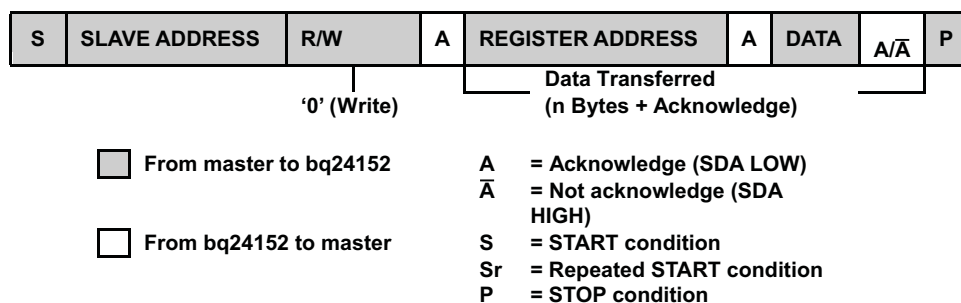 S SLAVE ADDRESS R/W A REGISTER ADDRESS A DATA A/A̅ P
Data Transferred
‘0’ (Write) (n Bytes + Acknowledge)
From master to bq24152
From bq24152 to master
A = Acknowledge (SDA LOW)
A̅ = Not acknowledge (SDA
HIGH)
S = START condition
Sr = Repeated START condition
P = STOP condition